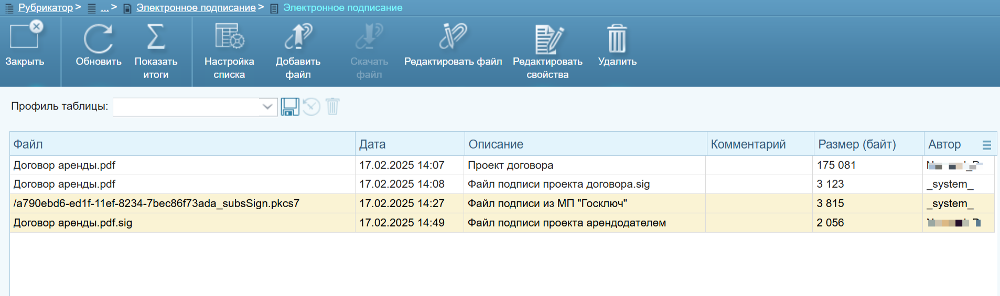 Рубрикатор > ... > Электронное подписание > Электронное подписание
Закрыть
Обновить
Показать итоги
Настройка списка
Добавить файл
Скачать файл
Редактировать файл
Редактировать свойства
Удалить
Профиль таблицы:
Файл Дата Описание Комментарий Размер (байт) Автор
Договор аренды.pdf 17.02.2025 14:07 Проект договора 175 081
Договор аренды.pdf 17.02.2025 14:08 Файл подписи проекта договора.sig 3 123 _system_
/a790ebd6-ed1f-11ef-8234-7bec86f73ada_subsSign.pkcs7 17.02.2025 14:27 Файл подписи из МП "Госключ" 3 815 _system_
Договор аренды.pdf.sig 17.02.2025 14:49 Файл подписи проекта арендодателем 2 056